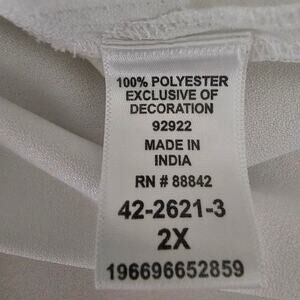 100% POLYESTER
EXCLUSIVE OF
DECORATION
92922
MADE IN
INDIA
RN # 88842
42-2621-3
2X
196696652859